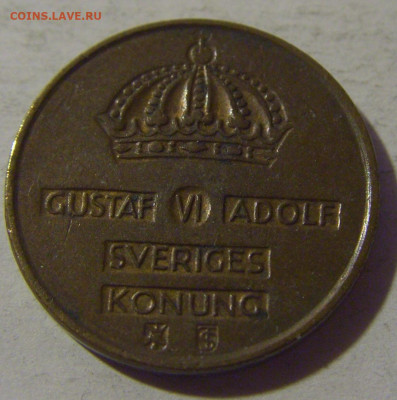 COINS.LAVE.RU
GUSTAF VI ADOLF
SVERIGES
KONUNG